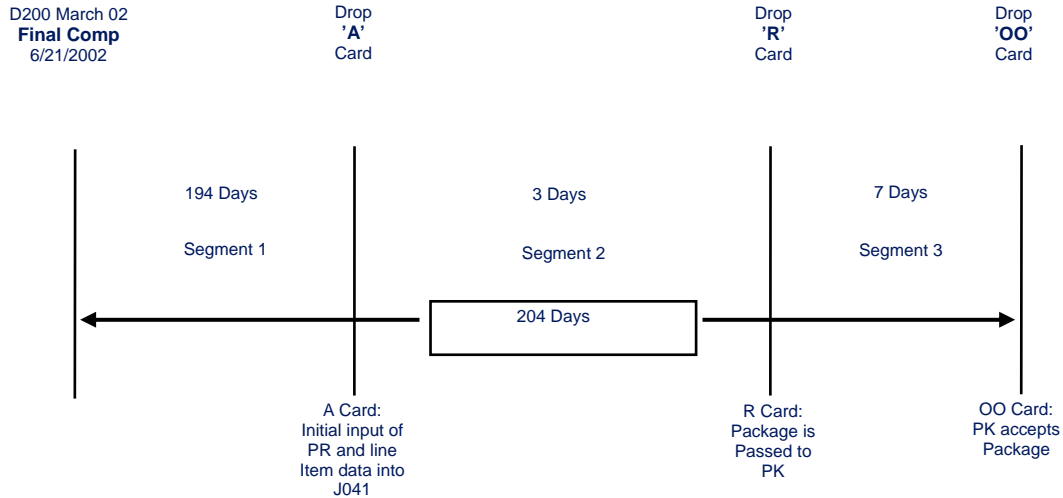 D200 March 02
Final Comp
6/21/2002
Drop
'A'
Card
Drop
'R'
Card
Drop
'OO'
Card
194 Days
3 Days
7 Days
Segment 1
Segment 2
Segment 3
204 Days
A Card:
Initial input of
PR and line
Item data into
J041
R Card:
Package is
Passed to
PK
OO Card:
PK accepts
Package